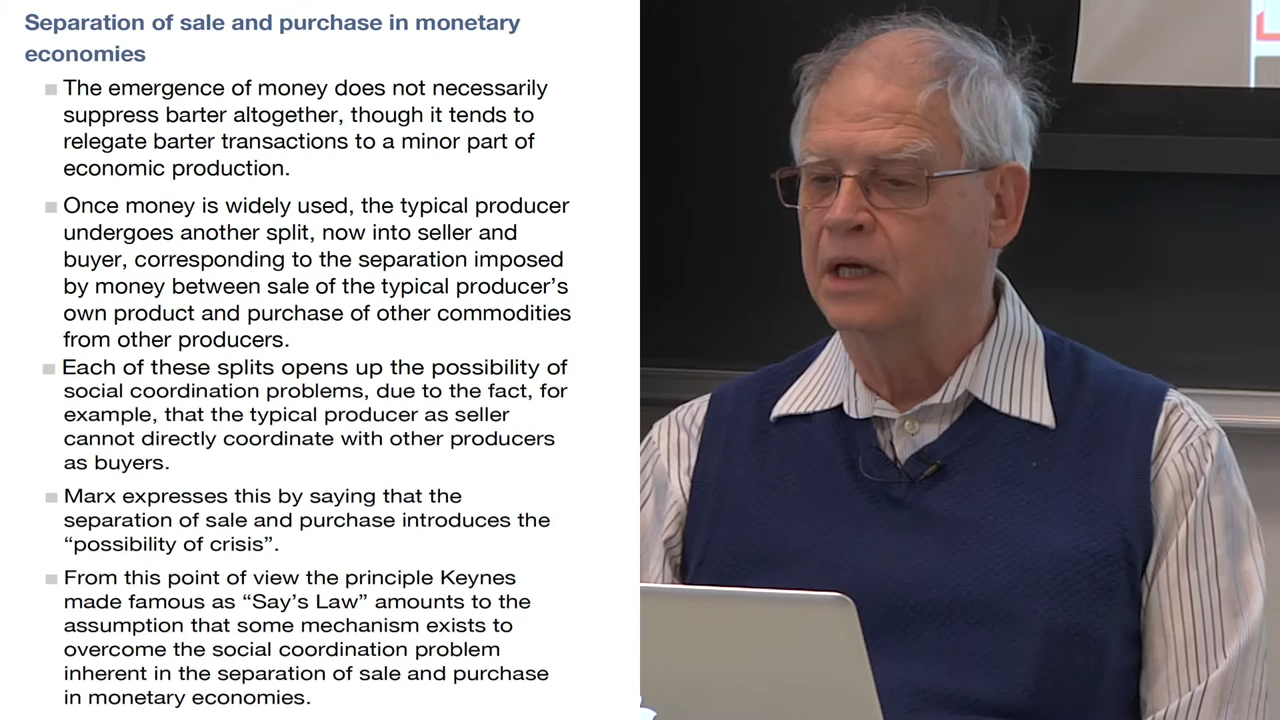 Separation of sale and purchase in monetary
economies
The emergence of money does not necessarily
suppress barter altogether, though it tends to
relegate barter transactions to a minor part of
economic production.
Once money is widely used, the typical producer
undergoes another split, now into seller and
buyer, corresponding to the separation imposed
by money between sale of the typical producer’s
own product and purchase of other commodities
from other producers.
Each of these splits opens up the possibility of
social coordination problems, due to the fact, for
example, that the typical producer as seller
cannot directly coordinate with other producers
as buyers.
Marx expresses this by saying that the
separation of sale and purchase introduces the
“possibility of crisis”.
From this point of view the principle Keynes
made famous as “Say’s Law” amounts to the
assumption that some mechanism exists to
overcome the social coordination problem
inherent in the separation of sale and purchase
in monetary economies.